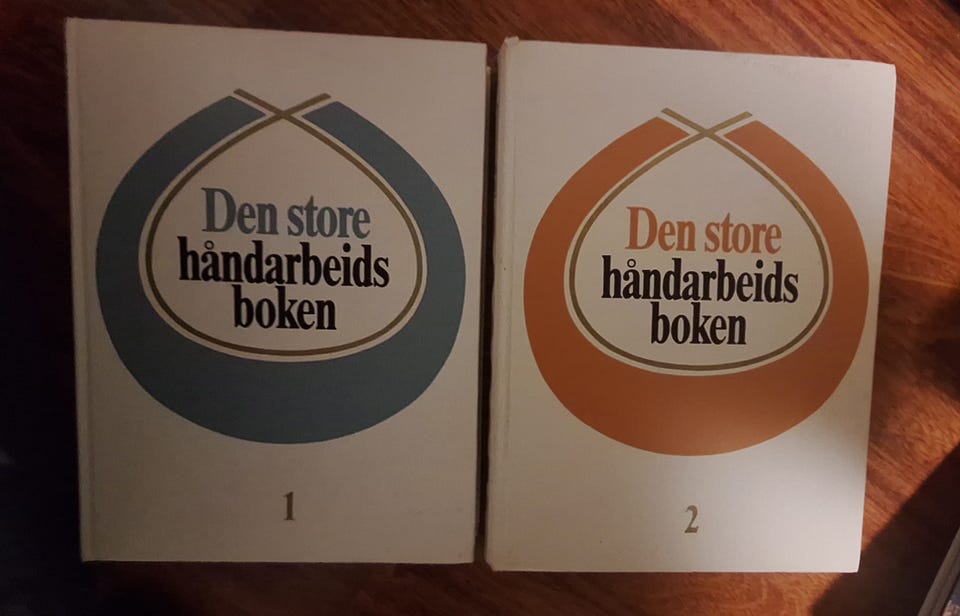 Den store
håndarbeids
boken
1
Den store
håndarbeids
boken
2